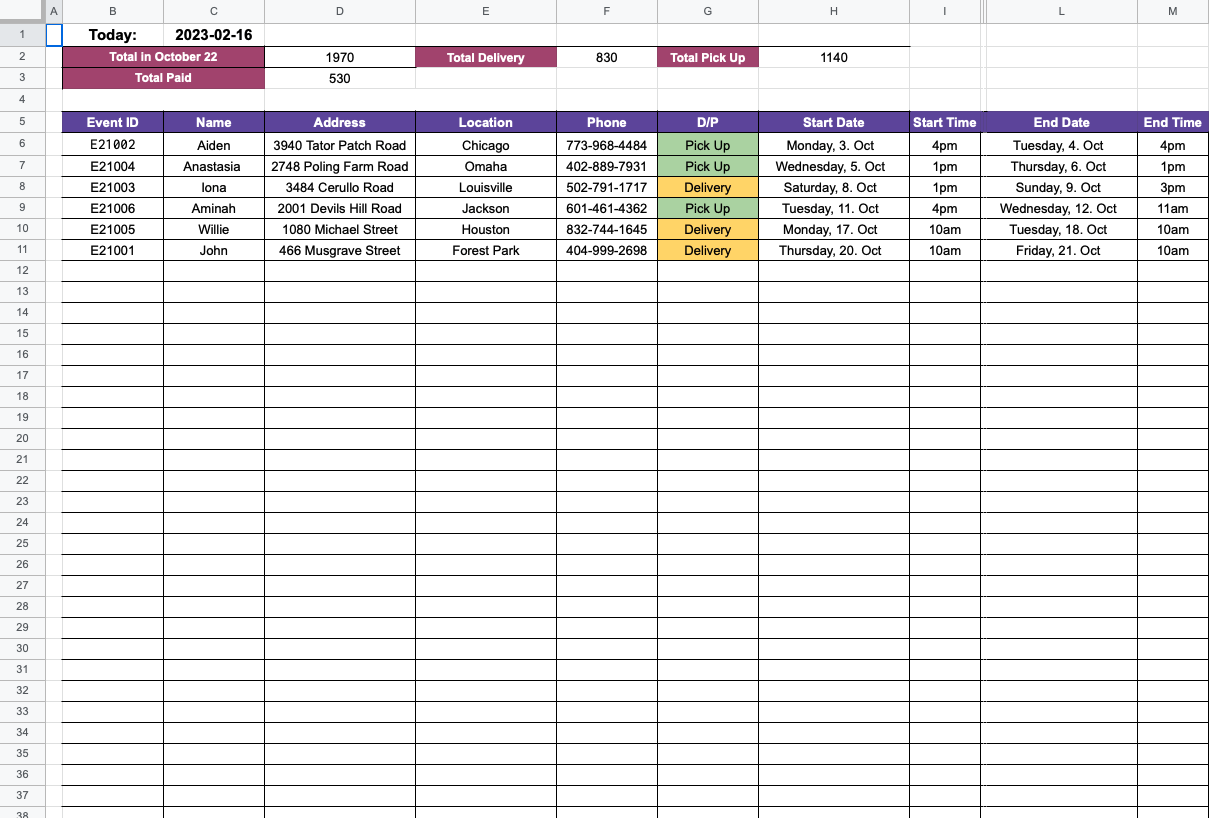 A B C D E F G H I L M
1 Today: 2023-02-16
2 Total in October 22 1970 Total Delivery 830 Total Pick Up 1140
3 Total Paid 530
4
5 Event ID Name Address Location Phone D/P Start Date Start Time End Date End Time
6 E21002 Aiden 3940 Tator Patch Road Chicago 773-968-4484 Pick Up Monday, 3. Oct 4pm Tuesday, 4. Oct 4pm
7 E21004 Anastasia 2748 Poling Farm Road Omaha 402-889-7931 Pick Up Wednesday, 5. Oct 1pm Thursday, 6. Oct 1pm
8 E21003 Iona 3484 Cerullo Road Louisville 502-791-1717 Delivery Saturday, 8. Oct 1pm Sunday, 9. Oct 3pm
9 E21006 Aminah 2001 Devils Hill Road Jackson 601-461-4362 Pick Up Tuesday, 11. Oct 4pm Wednesday, 12. Oct 11am
10 E21005 Willie 1080 Michael Street Houston 832-744-1645 Delivery Monday, 17. Oct 10am Tuesday, 18. Oct 10am
11 E21001 John 466 Musgrave Street Forest Park 404-999-2698 Delivery Thursday, 20. Oct 10am Friday, 21. Oct 10am
12
13
14
15
16
17
18
19
20
21
22
23
24
25
26
27
28
29
30
31
32
33
34
35
36
37
38